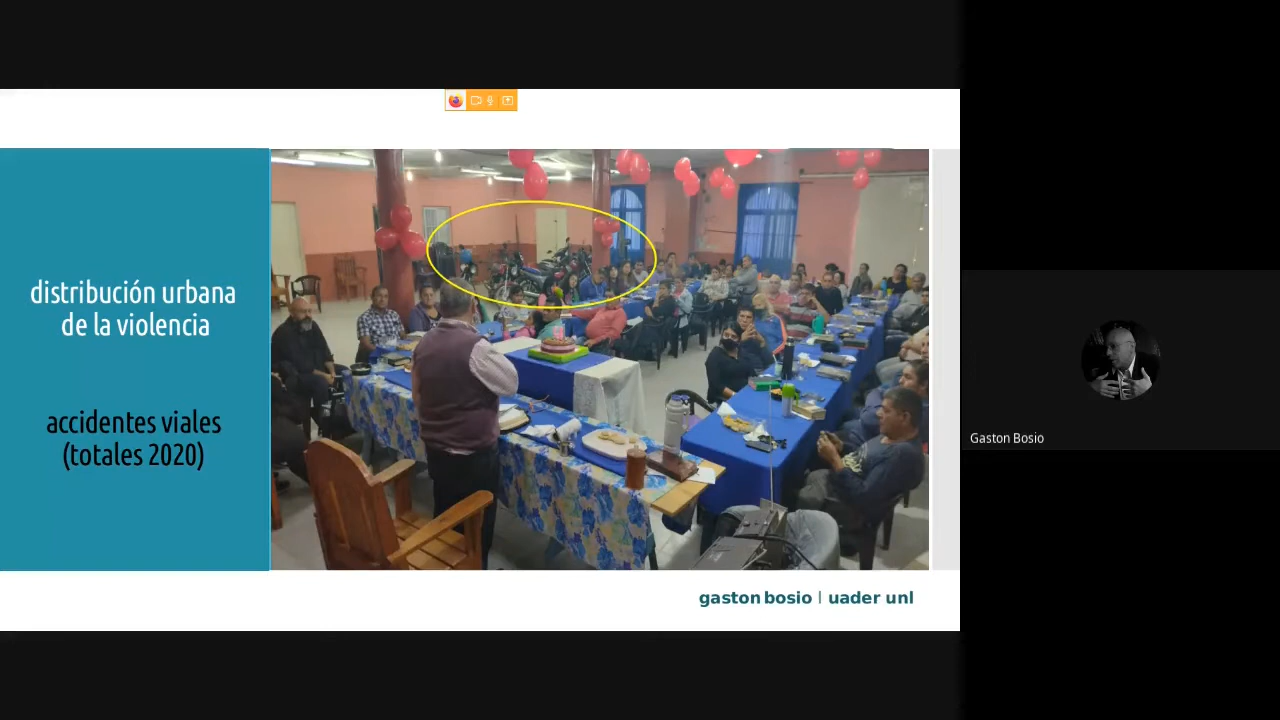 distribución urbana
de la violencia
accidentes viales
(totales 2020)
gaston bosio | uader unl
Gaston Bosio